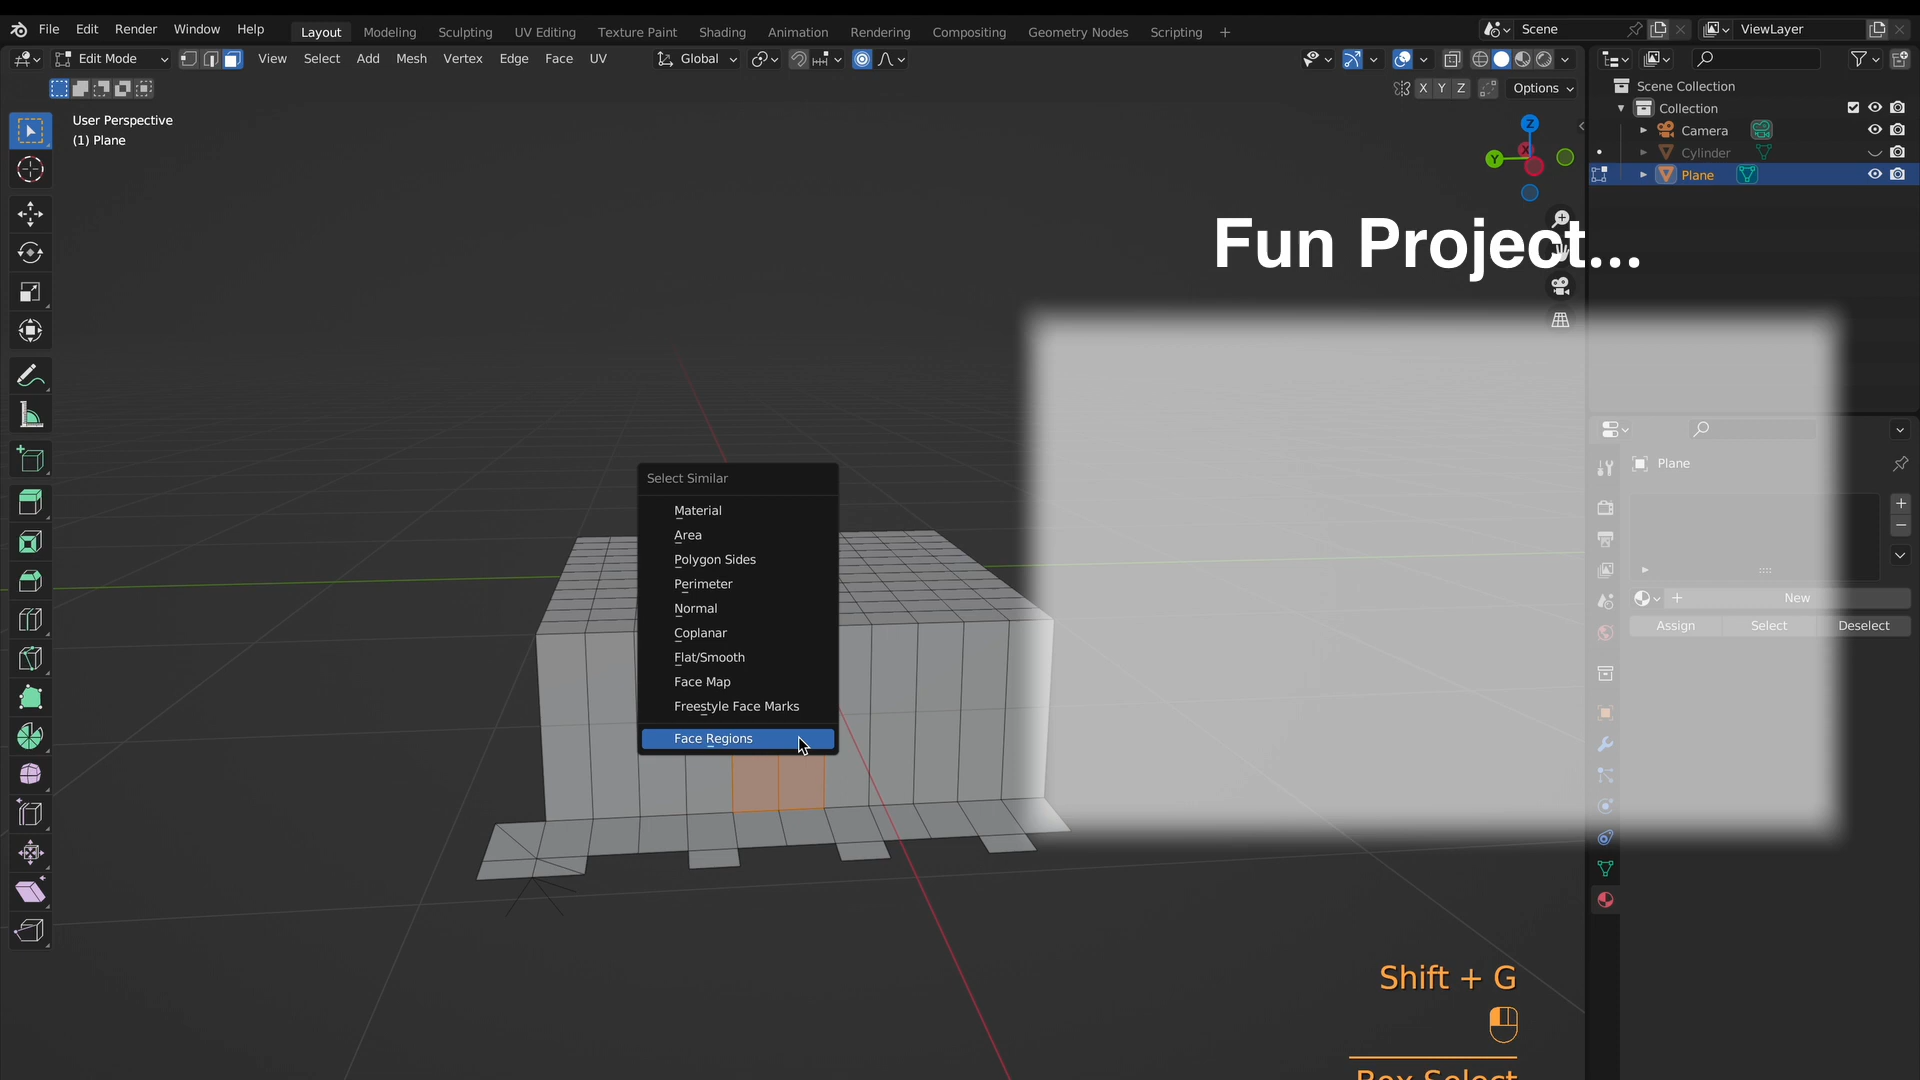 File Edit Render Window Help Layout Modeling Sculpting UV Editing Texture Paint Shading Animation Rendering Compositing Geometry Nodes Scripting + Scene ViewLayer
Edit Mode View Select Add Mesh Vertex Edge Face UV Global
X Y Z Options
Scene Collection
Collection
Camera
Cylinder
Plane
User Perspective
(1) Plane
Z
X
Y
Fun Project...
Plane
New
Assign Select Deselect
Select Similar
Material
Area
Polygon Sides
Perimeter
Normal
Coplanar
Flat/Smooth
Face Map
Freestyle Face Marks
Face Regions
Shift + G
Box Select